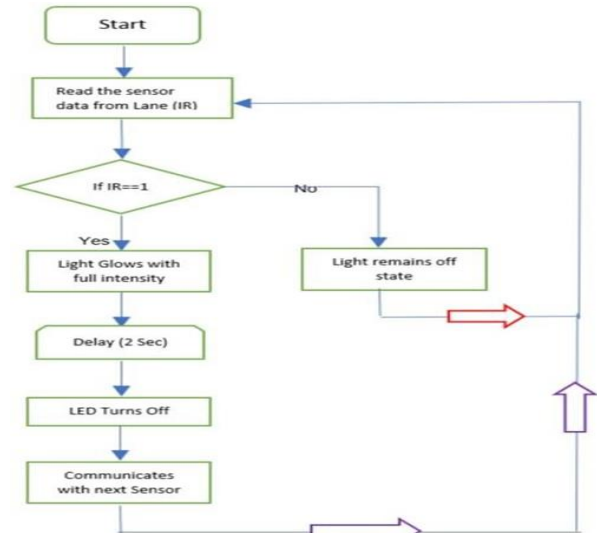 Start
Read the sensor
data from Lane (IR)
If IR==1
No
Yes
Light Glows with
full intensity
Light remains off
state
Delay (2 Sec)
LED Turns Off
Communicates
with next Sensor